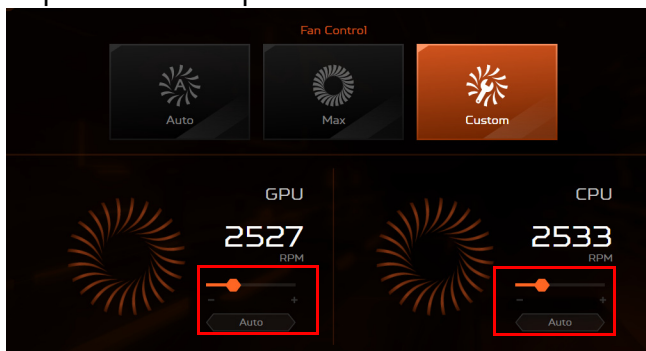 Fan Control
Auto
Max
Custom
GPU
2527
RPM
- +
Auto
CPU
2533
RPM
- +
Auto